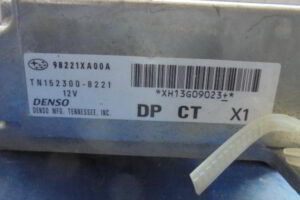 98221XA00A
TN152300-8221
12V
DENSO
DENSO MFG. TENNESSEE, INC.
*XH13G09023+*
DP CT X1